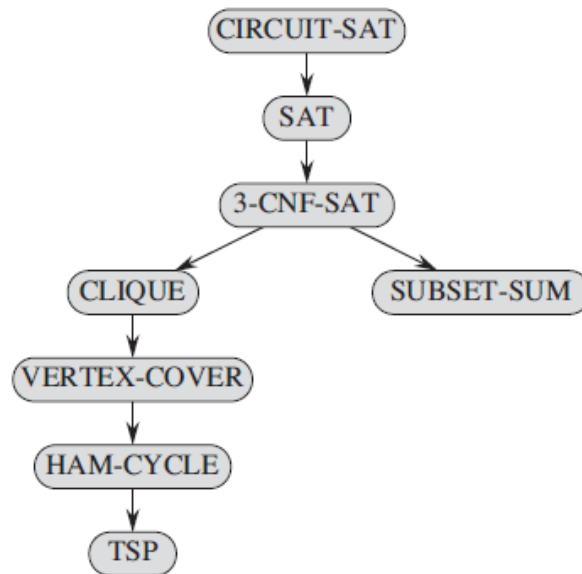 CIRCUIT-SAT
SAT
3-CNF-SAT
CLIQUE
SUBSET-SUM
VERTEX-COVER
HAM-CYCLE
TSP